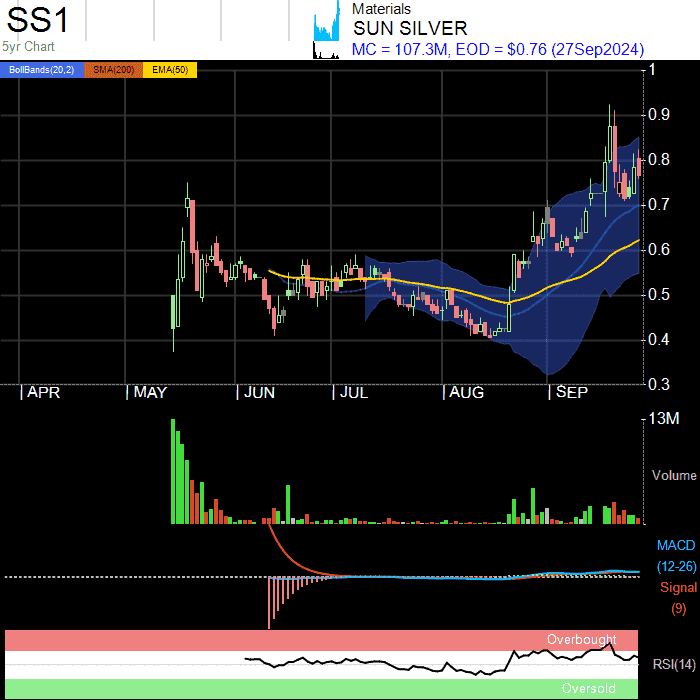 SS1
5yr Chart
Materials
SUN SILVER
MC = 107.3M, EOD = $0.76 (27Sep2024)
BollBands(20,2) SMA(200) EMA(50)
1
0.9
0.8
0.7
0.6
0.5
0.4
0.3
APR MAY JUN JUL AUG SEP
13M
Volume
MACD
(12-26)
Signal
(9)
Overbought
RSI(14)
Oversold